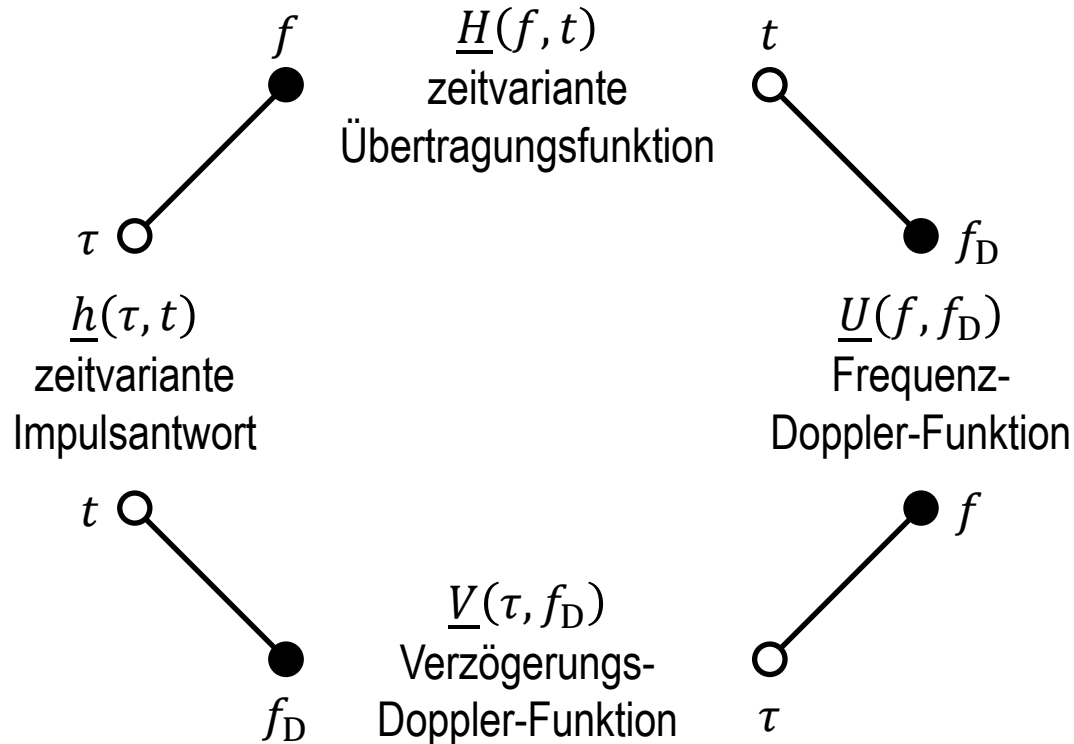 f
H(f, t)
zeitvariante
Übertragungsfunktion
t
τ
f_D
h(τ, t)
zeitvariante
Impulsantwort
U(f, f_D)
Frequenz-
Doppler-Funktion
t
f
V(τ, f_D)
Verzögerungs-
Doppler-Funktion
f_D
τ